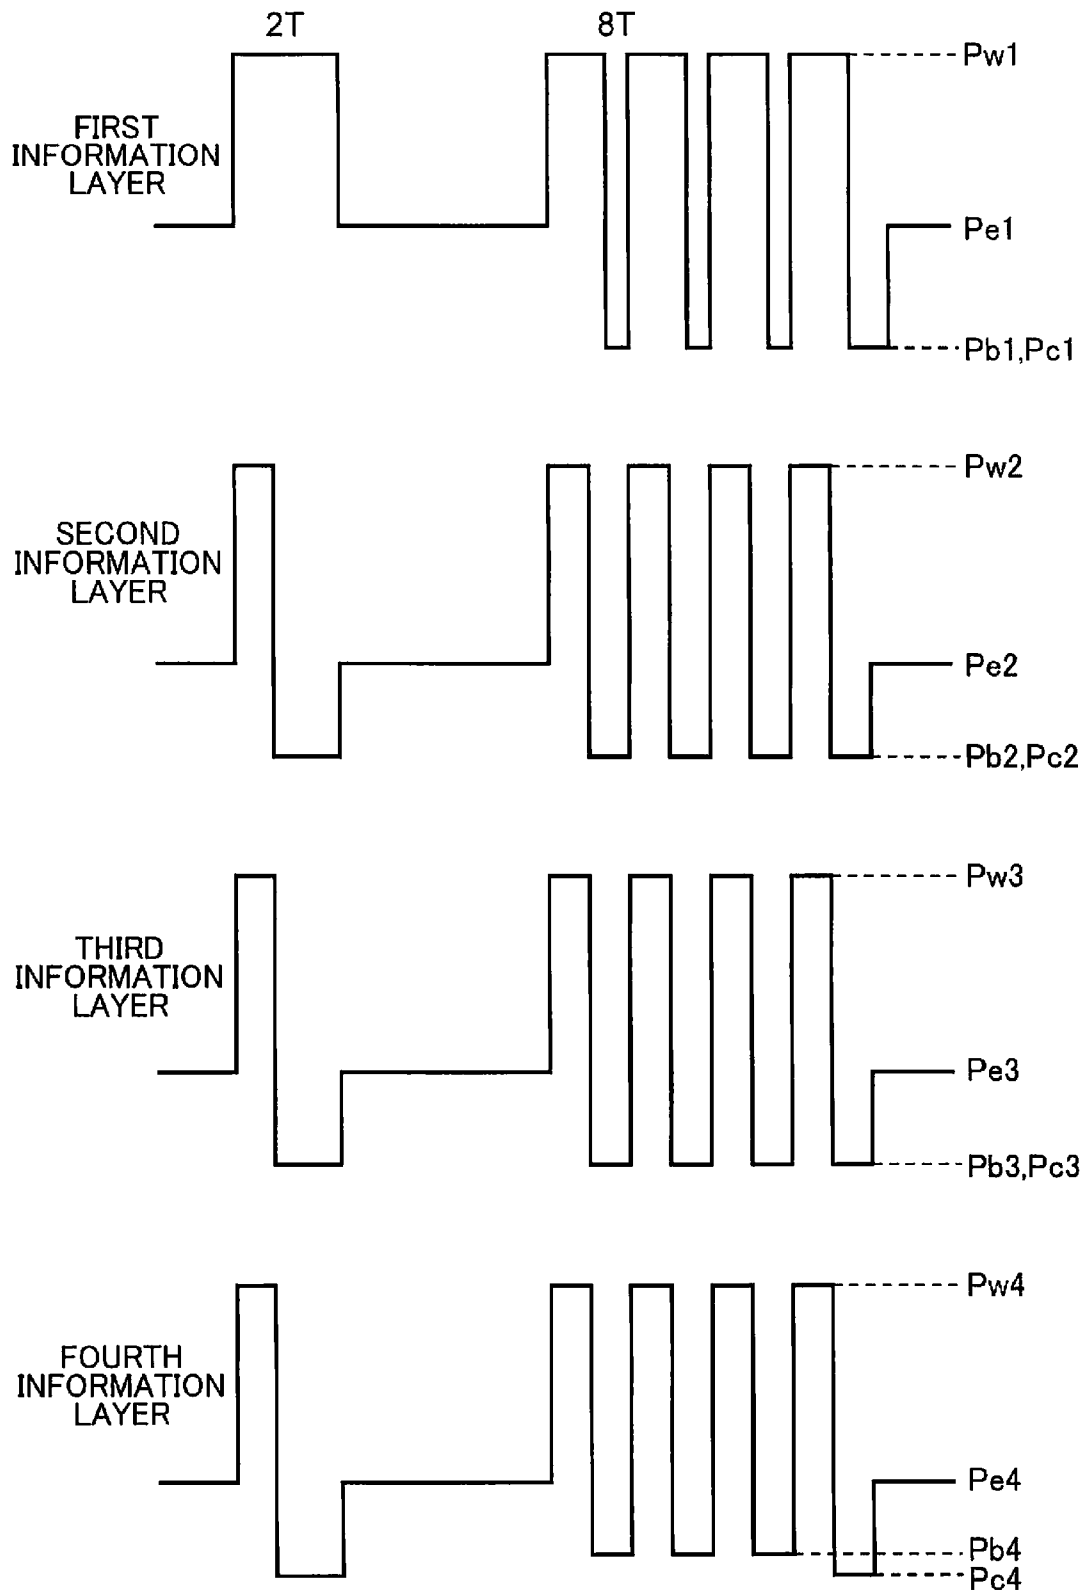 2T 8T
Pw1
FIRST
INFORMATION
LAYER
Pe1
Pb1,Pc1
Pw2
SECOND
INFORMATION
LAYER
Pe2
Pb2,Pc2
Pw3
THIRD
INFORMATION
LAYER
Pe3
Pb3,Pc3
Pw4
FOURTH
INFORMATION
LAYER
Pe4
Pb4
Pc4